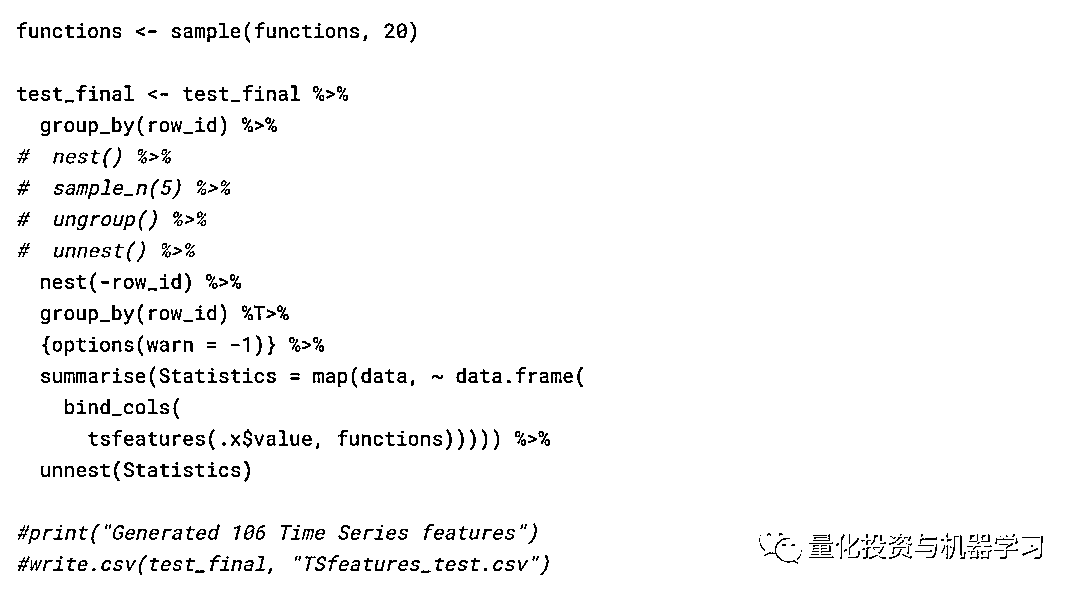 functions <- sample(functions, 20)

test_final <- test_final %>%
  group_by(row_id) %>%
#  nest() %>%
#  sample_n(5) %>%
#  ungroup() %>%
#  unnest() %>%
  nest(-row_id) %>%
  group_by(row_id) %T>%
  {options(warn = -1)} %>%
  summarise(Statistics = map(data, ~ data.frame(
    bind_cols(
      tsfeatures(.x$value, functions))))) %>%
  unnest(Statistics)

#print("Generated 106 Time Series features")
#write.csv(test_final, "TSfeatures_test.csv")
量化投资与机器学习